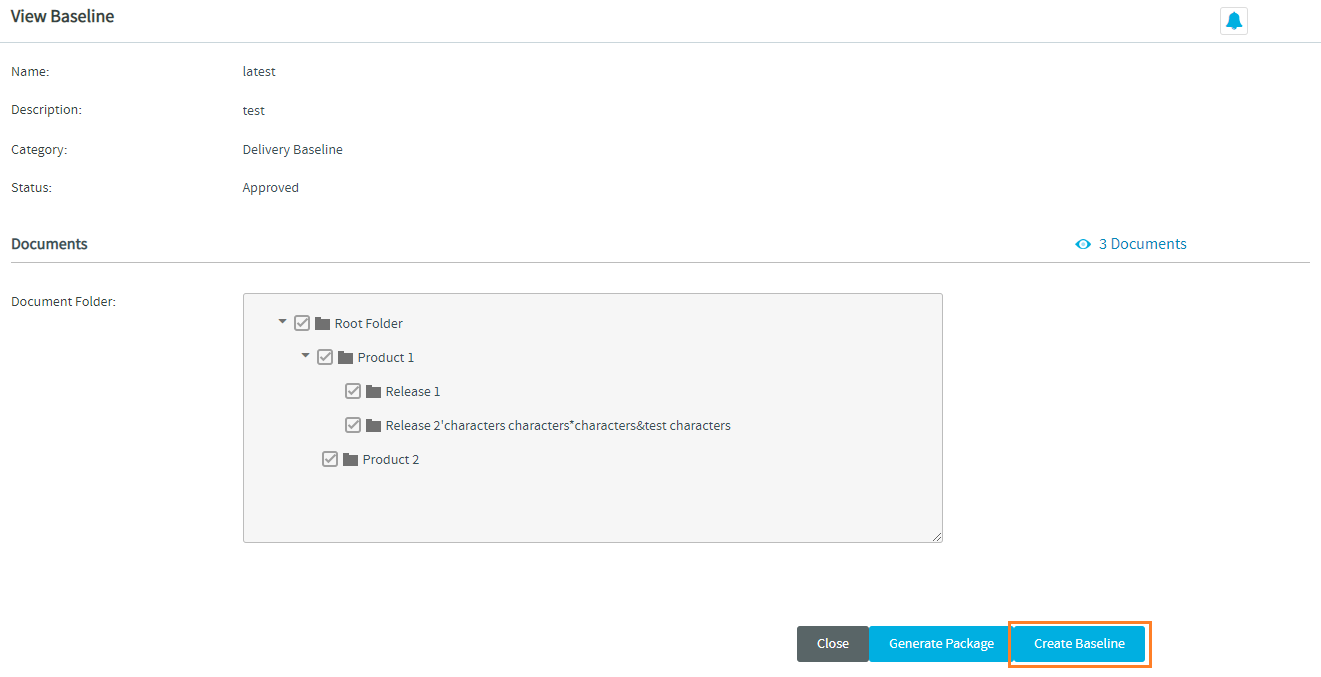 View Baseline
Name: latest
Description: test
Category: Delivery Baseline
Status: Approved
Documents 3 Documents
Document Folder:
Root Folder
Product 1
Release 1
Release 2'characters characters*characters&test characters
Product 2
Close Generate Package Create Baseline